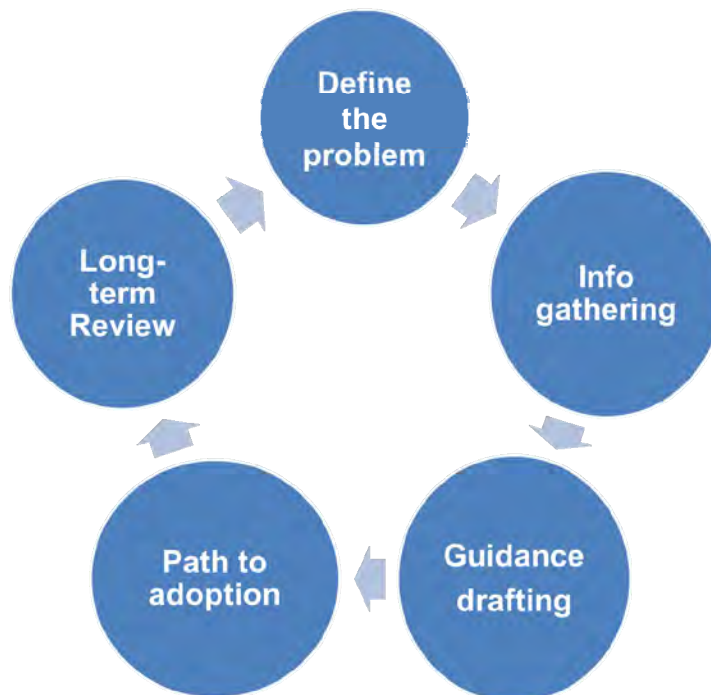 Define
the
problem
Info
gathering
Guidance
drafting
Path to
adoption
Long-
term
Review